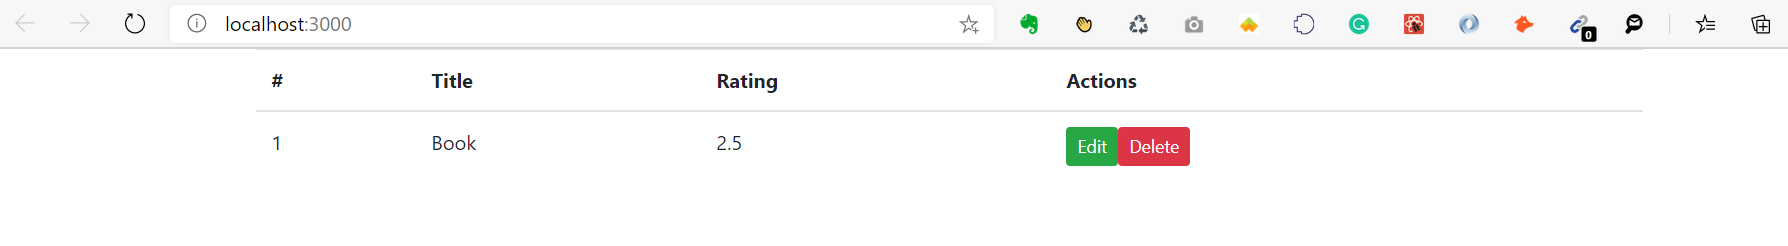 localhost:3000
0
# Title Rating Actions
1 Book 2.5 Edit Delete